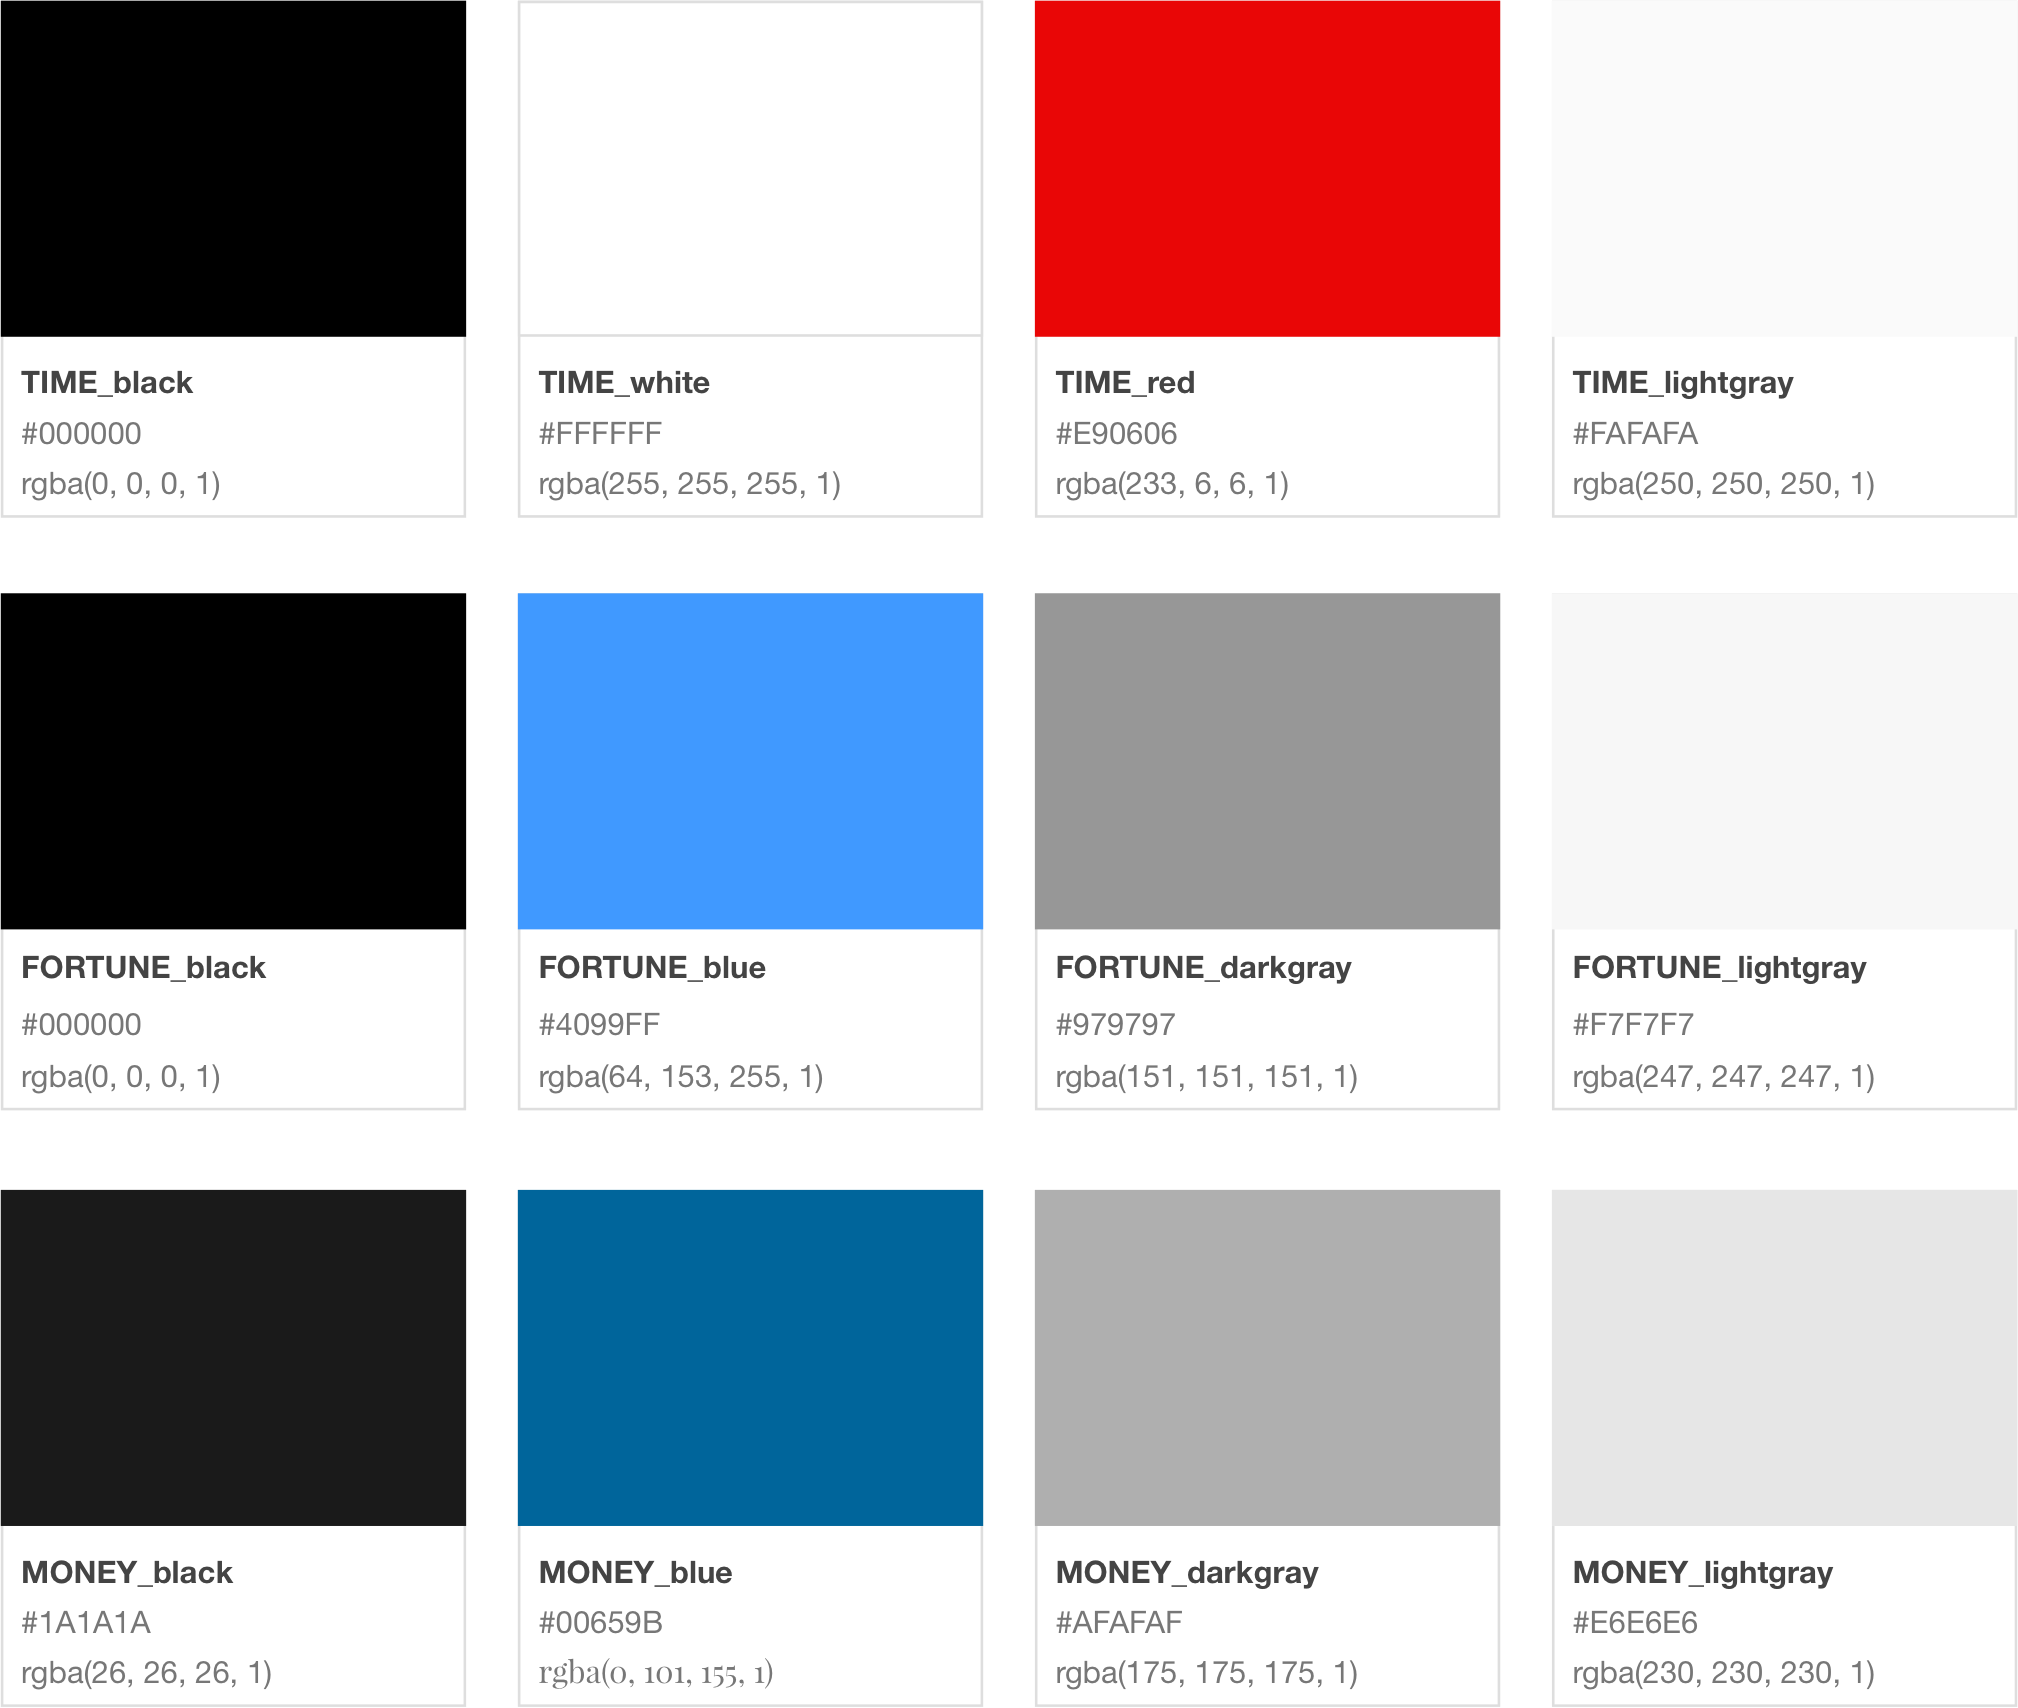 TIME_black
#000000
rgba(0, 0, 0, 1)
TIME_white
#FFFFFF
rgba(255, 255, 255, 1)
TIME_red
#E90606
rgba(233, 6, 6, 1)
TIME_lightgray
#FAFAFA
rgba(250, 250, 250, 1)
FORTUNE_black
#000000
rgba(0, 0, 0, 1)
FORTUNE_blue
#4099FF
rgba(64, 153, 255, 1)
FORTUNE_darkgray
#979797
rgba(151, 151, 151, 1)
FORTUNE_lightgray
#F7F7F7
rgba(247, 247, 247, 1)
MONEY_black
#1A1A1A
rgba(26, 26, 26, 1)
MONEY_blue
#00659B
rgba(0, 101, 155, 1)
MONEY_darkgray
#AFAFAF
rgba(175, 175, 175, 1)
MONEY_lightgray
#E6E6E6
rgba(230, 230, 230, 1)